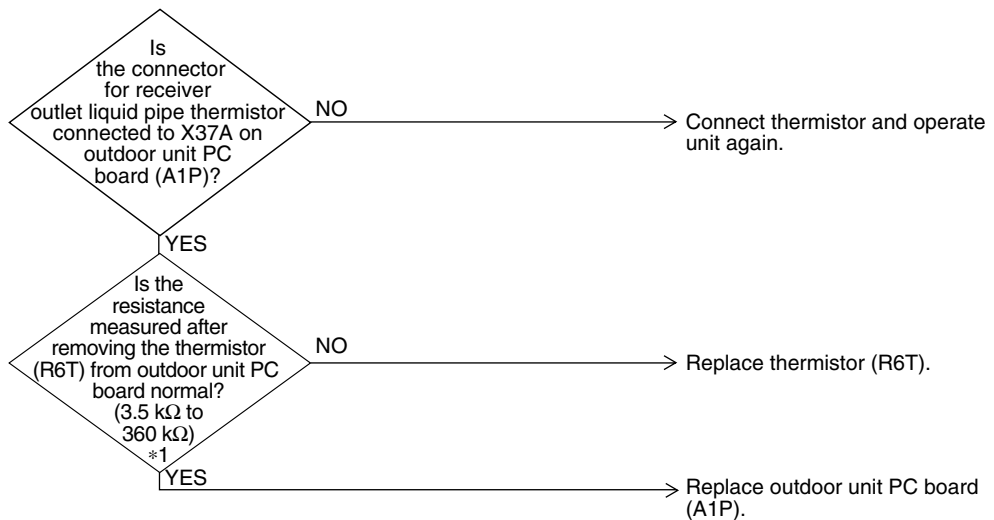 Is
the connector
for receiver
outlet liquid pipe thermistor
connected to X37A on
outdoor unit PC
board (A1P)?
NO
Connect thermistor and operate
unit again.
YES
Is the
resistance
measured after
removing the thermistor
(R6T) from outdoor unit PC
board normal?
(3.5 kΩ to
360 kΩ)
*1
NO
Replace thermistor (R6T).
YES
Replace outdoor unit PC board
(A1P).